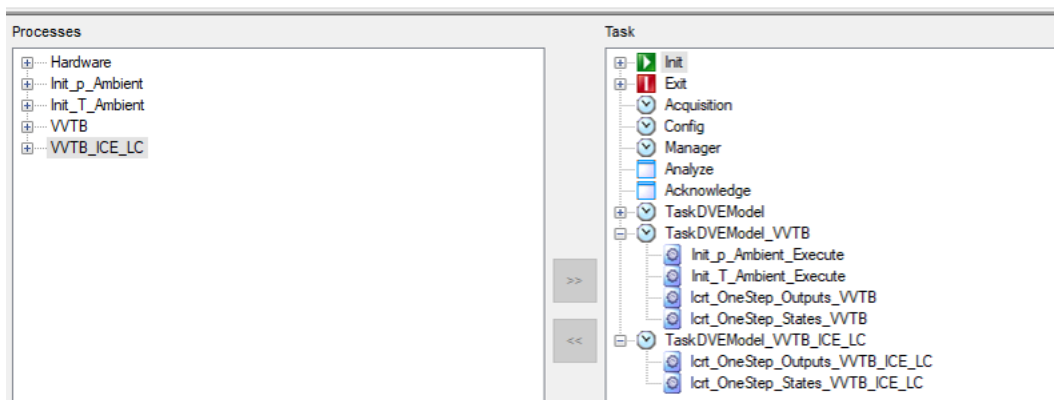 Processes
Hardware
Init_p_Ambient
Init_T_Ambient
VVTB
VVTB_ICE_LC
>>
<<
Task
Init
Exit
Acquisition
Config
Manager
Analyze
Acknowledge
TaskDVEModel
TaskDVEModel_VVTB
Init_p_Ambient_Execute
Init_T_Ambient_Execute
lcrt_OneStep_Outputs_VVTB
lcrt_OneStep_States_VVTB
TaskDVEModel_VVTB_ICE_LC
lcrt_OneStep_Outputs_VVTB_ICE_LC
lcrt_OneStep_States_VVTB_ICE_LC